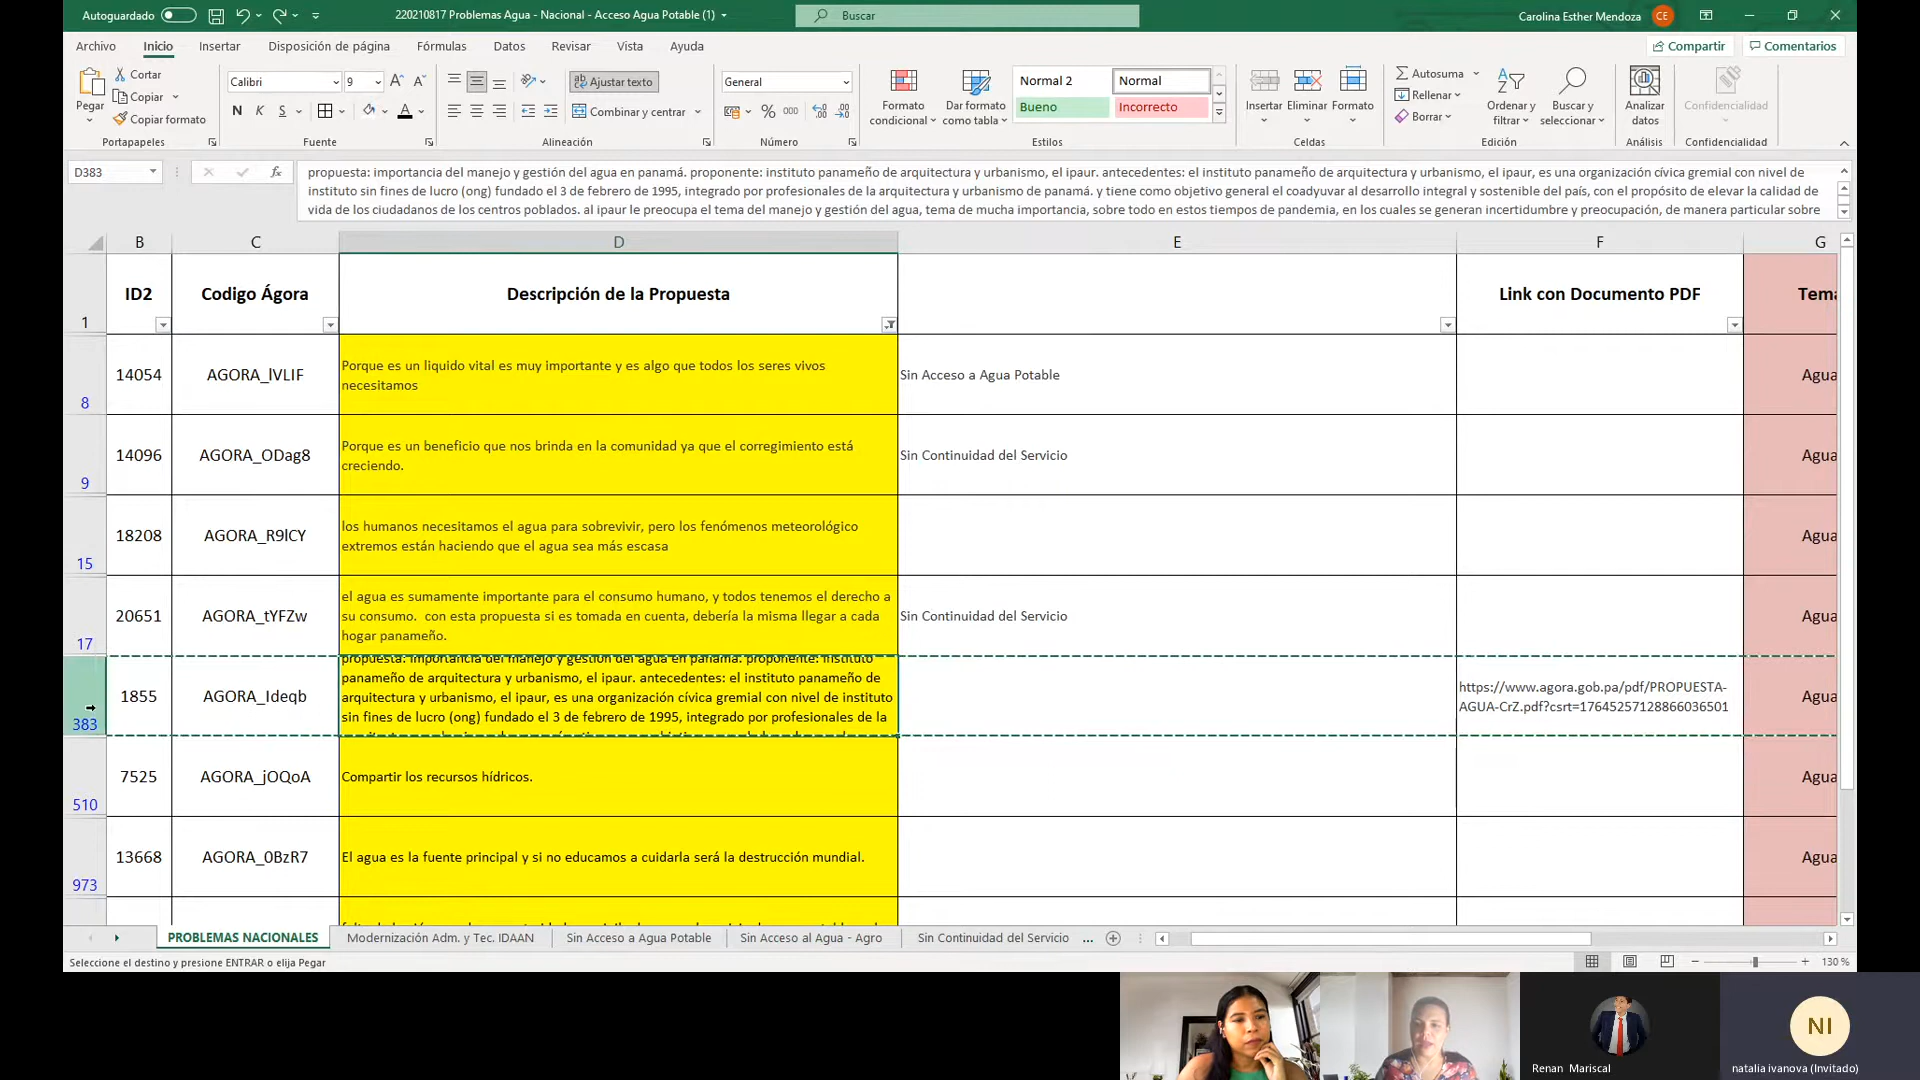 Autoguardado
220210817 Problemas Agua - Nacional - Acceso Agua Potable (1)
Buscar
Carolina Esther Mendoza
CE
Archivo Inicio Insertar Disposición de página Fórmulas Datos Revisar Vista Ayuda
Compartir Comentarios
Pegar
Cortar
Copiar
Copiar formato
Portapapeles
Calibri 9
N K S
Fuente
Ajustar texto
Combinar y centrar
Alineación
General
% 000
Número
Formato condicional
Dar formato como tabla
Normal 2 Normal
Bueno Incorrecto
Estilos
Insertar Eliminar Formato
Celdas
Autosuma
Rellenar
Borrar
Ordenar y filtrar
Buscar y seleccionar
Edición
Analizar datos
Análisis
Confidencialidad
Confidencialidad
D383
fx
propuesta: importancia del manejo y gestión del agua en panamá. proponente: instituto panameño de arquitectura y urbanismo, el ipaur. antecedentes: el instituto panameño de arquitectura y urbanismo, el ipaur, es una organización cívica gremial con nivel de
instituto sin fines de lucro (ong) fundado el 3 de febrero de 1995, integrado por profesionales de la arquitectura y urbanismo de panamá. y tiene como objetivo general el coadyuvar al desarrollo integral y sostenible del país, con el propósito de elevar la calidad de
vida de los ciudadanos de los centros poblados. al ipaur le preocupa el tema del manejo y gestión del agua, tema de mucha importancia, sobre todo en estos tiempos de pandemia, en los cuales se generan incertidumbre y preocupación, de manera particular sobre
B C D E F G
1 ID2 Codigo Ágora Descripción de la Propuesta Link con Documento PDF Tema
8 14054 AGORA_lVLIF Porque es un liquido vital es muy importante y es algo que todos los seres vivos
necesitamos
Sin Acceso a Agua Potable Agua
9 14096 AGORA_ODag8 Porque es un beneficio que nos brinda en la comunidad ya que el corregimiento está
creciendo.
Sin Continuidad del Servicio Agua
15 18208 AGORA_R9lCY los humanos necesitamos el agua para sobrevivir, pero los fenómenos meteorológico
extremos están haciendo que el agua sea más escasa
Agua
17 20651 AGORA_tYFZw el agua es sumamente importante para el consumo humano, y todos tenemos el derecho a
su consumo. con esta propuesta si es tomada en cuenta, debería la misma llegar a cada
hogar panameño.
Sin Continuidad del Servicio Agua
383 1855 AGORA_Ideqb propuesta: importancia del manejo y gestión del agua en panamá. proponente: instituto
panameño de arquitectura y urbanismo, el ipaur. antecedentes: el instituto panameño de
arquitectura y urbanismo, el ipaur, es una organización cívica gremial con nivel de instituto
sin fines de lucro (ong) fundado el 3 de febrero de 1995, integrado por profesionales de la
https://www.agora.gob.pa/pdf/PROPUESTA-
AGUA-CrZ.pdf?csrt=17645257128866036501
Agua
510 7525 AGORA_jOQoA Compartir los recursos hídricos. Agua
973 13668 AGORA_0BzR7 El agua es la fuente principal y si no educamos a cuidarla será la destrucción mundial. Agua
PROBLEMAS NACIONALES Modernización Adm. y Tec. IDAAN Sin Acceso a Agua Potable Sin Acceso al Agua - Agro Sin Continuidad del Servicio ...
Seleccione el destino y presione ENTRAR o elija Pegar
130 %
NI
Renan Mariscal
natalia ivanova (Invitado)